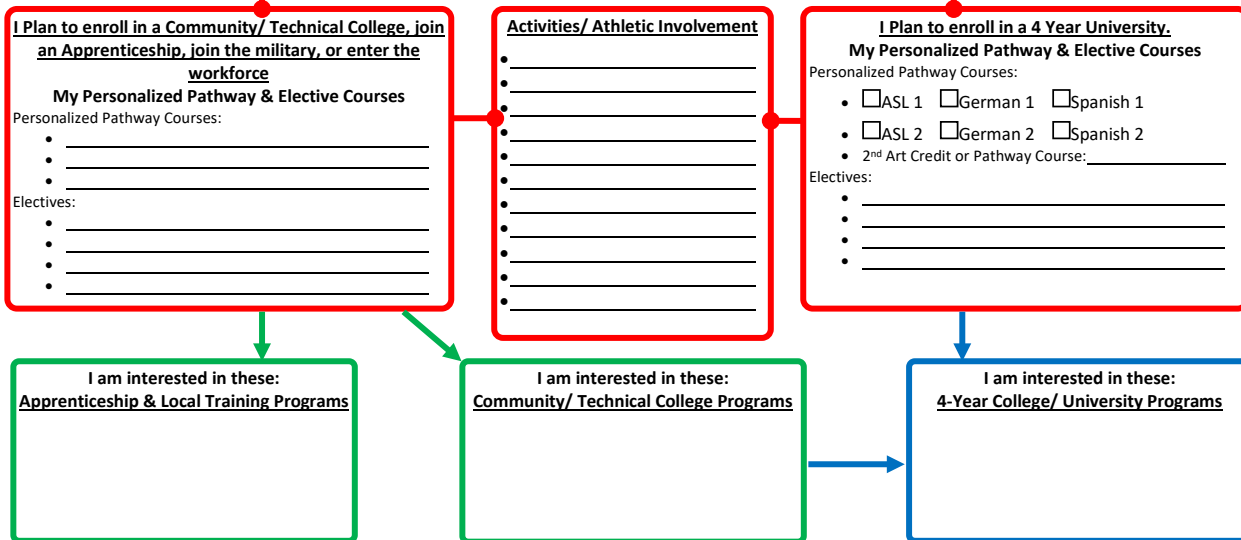 I Plan to enroll in a Community/ Technical College, join
an Apprenticeship, join the military, or enter the
workforce
My Personalized Pathway & Elective Courses
Personalized Pathway Courses:
Electives:
Activities/ Athletic Involvement
I Plan to enroll in a 4 Year University.
My Personalized Pathway & Elective Courses
Personalized Pathway Courses:
• ☐ASL 1 ☐German 1 ☐Spanish 1
• ☐ASL 2 ☐German 2 ☐Spanish 2
• 2nd Art Credit or Pathway Course:
Electives:
I am interested in these:
Apprenticeship & Local Training Programs
I am interested in these:
Community/ Technical College Programs
I am interested in these:
4-Year College/ University Programs